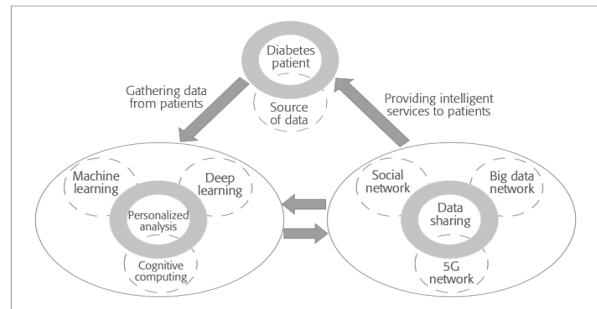 Diabetes
patient
Source
of data
Gathering data
from patients
Providing intelligent
services to patients
Machine
learning
Deep
learning
Personalized
analysis
Cognitive
computing
Social
network
Big data
network
Data
sharing
5G
network